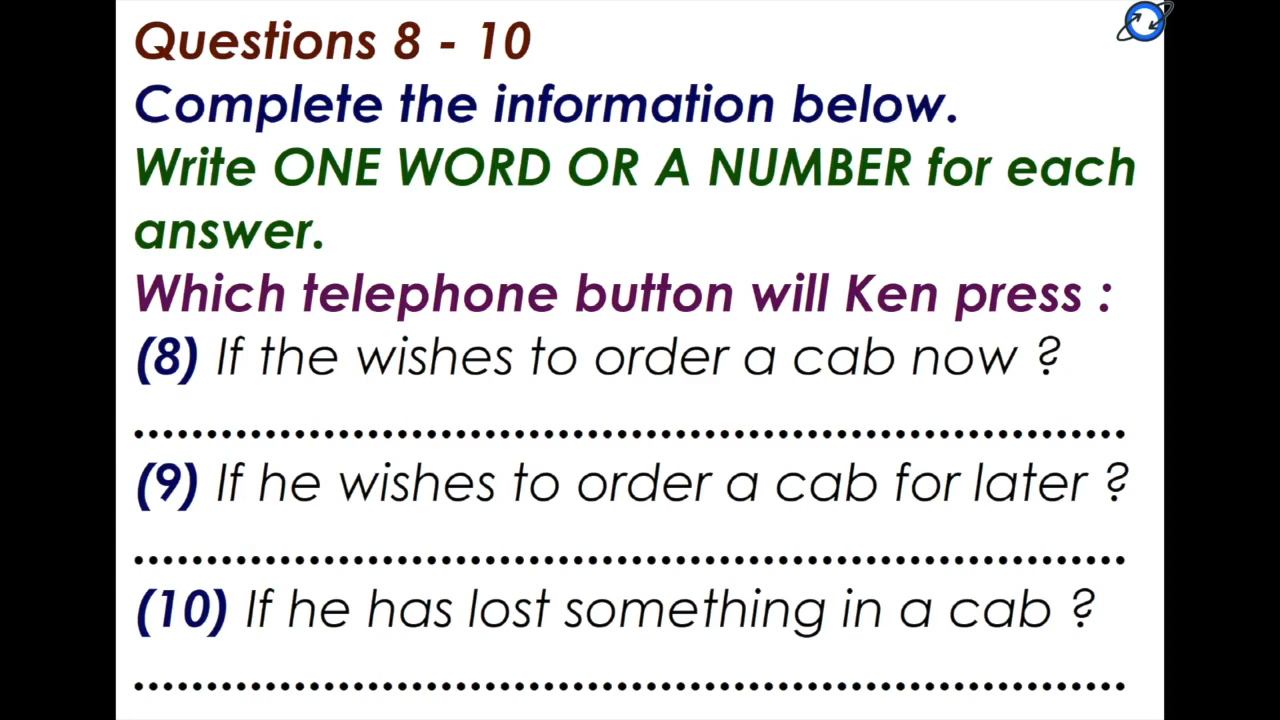 Questions 8 - 10
Complete the information below.
Write ONE WORD OR A NUMBER for each
answer.
Which telephone button will Ken press :
(8) If the wishes to order a cab now ?
....................................................................
(9) If he wishes to order a cab for later ?
....................................................................
(10) If he has lost something in a cab ?
....................................................................